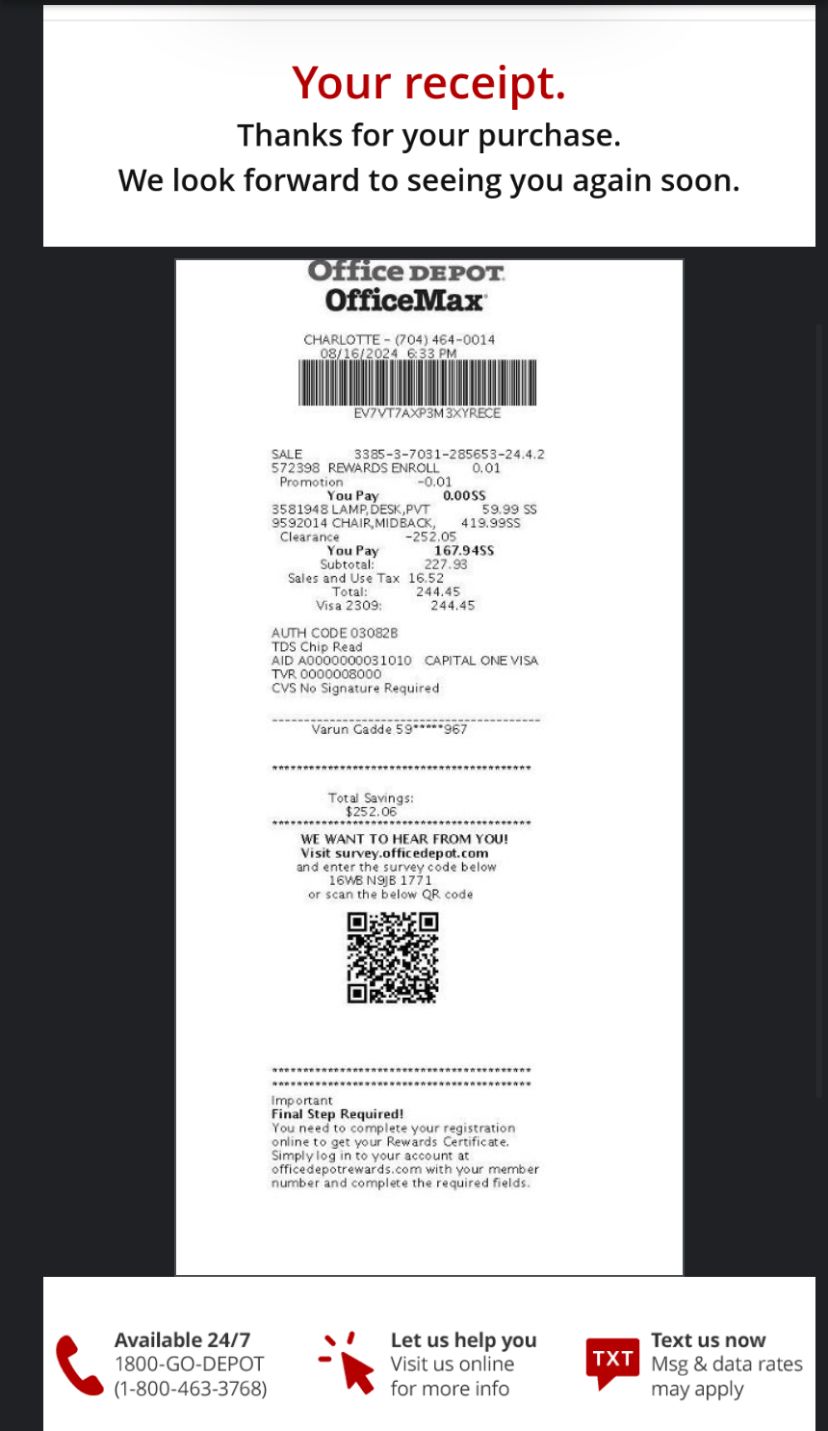 Your receipt.
Thanks for your purchase.
We look forward to seeing you again soon.
Office DEPOT.
OfficeMax
CHARLOTTE - (704) 464-0014
08/16/2024 6:33 PM
EV7VT7AXP3M3XYRECE
SALE 3385-3-7031-285653-24.4.2
572398 REWARDS ENROLL 0.01
Promotion -0.01
You Pay 0.00SS
3581948 LAMP,DESK,PVT 59.99 SS
9592014 CHAIR,MIDBACK, 419.99SS
Clearance -252.05
You Pay 167.94SS
Subtotal: 227.93
Sales and Use Tax 16.52
Total: 244.45
Visa 2309: 244.45
AUTH CODE 03082B
TDS Chip Read
AID A0000000031010 CAPITAL ONE VISA
TVR 0000008000
CVS No Signature Required
Varun Gadde 59*****967
******************************************
Total Savings:
$252.06
******************************************
WE WANT TO HEAR FROM YOU!
Visit survey.officedepot.com
and enter the survey code below
16WB N9JB 1771
or scan the below QR code
******************************************
******************************************
Important
Final Step Required!
You need to complete your registration
online to get your Rewards Certificate.
Simply log in to your account at
officedepotrewards.com with your member
number and complete the required fields.
Available 24/7
1800-GO-DEPOT
(1-800-463-3768)
Let us help you
Visit us online
for more info
TXT
Text us now
Msg & data rates
may apply